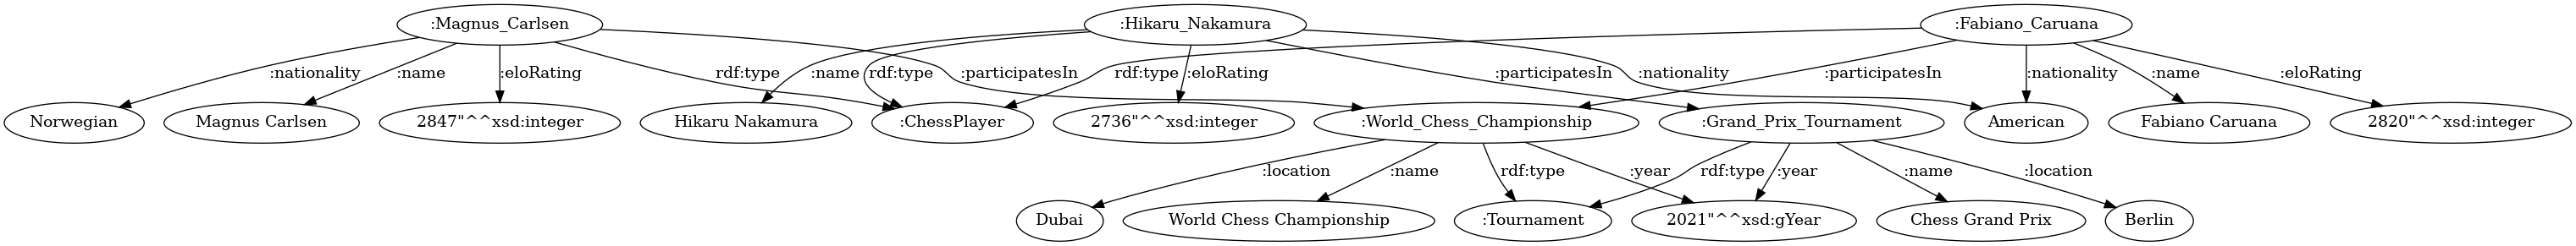 :Magnus_Carlsen
:Hikaru_Nakamura
:Fabiano_Caruana
:nationality
:name
:eloRating
rdf:type
:participatesIn
:name
rdf:type
:eloRating
:participatesIn
:nationality
rdf:type
:participatesIn
:nationality
:name
:eloRating
Norwegian
Magnus Carlsen
2847"^^xsd:integer
Hikaru Nakamura
:ChessPlayer
2736"^^xsd:integer
:World_Chess_Championship
:Grand_Prix_Tournament
American
Fabiano Caruana
2820"^^xsd:integer
:location
:name
rdf:type
:year
rdf:type
:year
:name
:location
Dubai
World Chess Championship
:Tournament
2021"^^xsd:gYear
Chess Grand Prix
Berlin